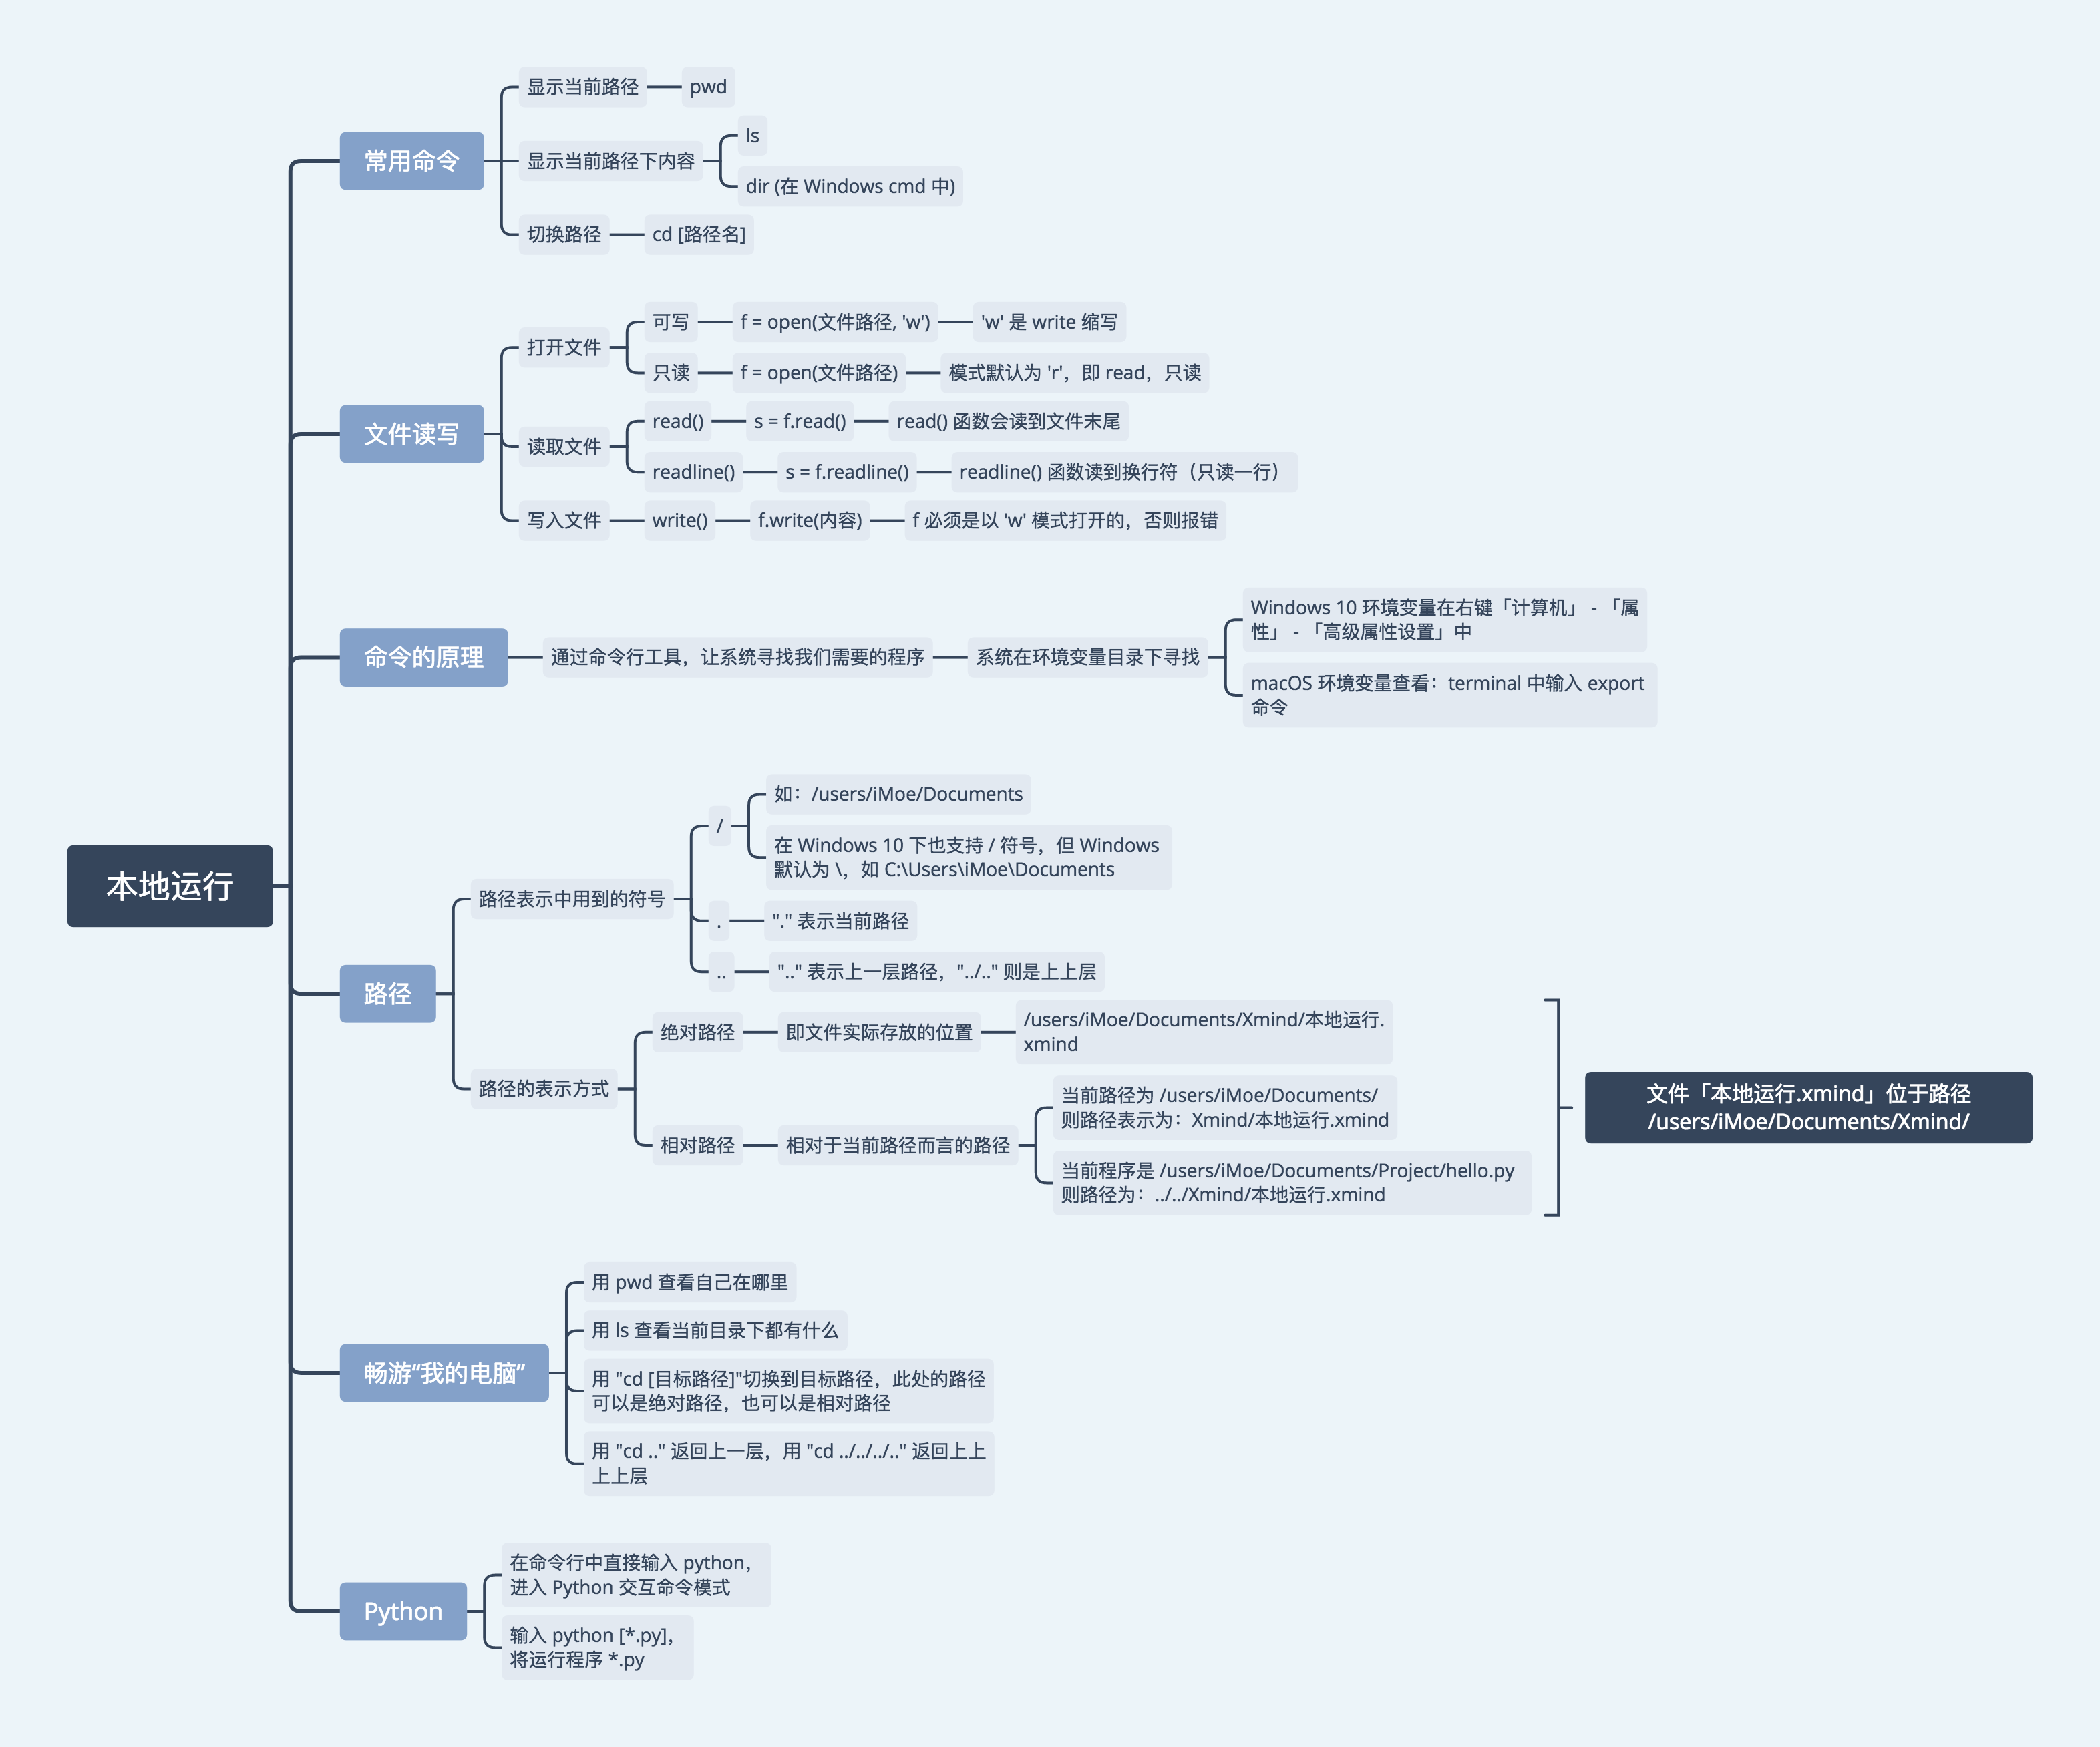 本地运行
常用命令
显示当前路径
pwd
显示当前路径下内容
ls
dir (在 Windows cmd 中)
切换路径
cd [路径名]
文件读写
打开文件
可写
f = open(文件路径, 'w')
'w' 是 write 缩写
只读
f = open(文件路径)
模式默认为 'r'，即 read，只读
读取文件
read()
s = f.read()
read() 函数会读到文件末尾
readline()
s = f.readline()
readline() 函数读到换行符（只读一行）
写入文件
write()
f.write(内容)
f 必须是以 'w' 模式打开的，否则报错
命令的原理
通过命令行工具，让系统寻找我们需要的程序
系统在环境变量目录下寻找
Windows 10 环境变量在右键「计算机」 - 「属
性」 - 「高级属性设置」中
macOS 环境变量查看：terminal 中输入 export
命令
路径
路径表示中用到的符号
/
如：/users/iMoe/Documents
在 Windows 10 下也支持 / 符号，但 Windows
默认为 \，如 C:\Users\iMoe\Documents
.
"." 表示当前路径
..
".." 表示上一层路径，"../.." 则是上上层
路径的表示方式
绝对路径
即文件实际存放的位置
/users/iMoe/Documents/Xmind/本地运行.
xmind
相对路径
相对于当前路径而言的路径
当前路径为 /users/iMoe/Documents/
则路径表示为：Xmind/本地运行.xmind
当前程序是 /users/iMoe/Documents/Project/hello.py
则路径为：../../Xmind/本地运行.xmind
文件「本地运行.xmind」位于路径
/users/iMoe/Documents/Xmind/
畅游“我的电脑”
用 pwd 查看自己在哪里
用 ls 查看当前目录下都有什么
用 "cd [目标路径]"切换到目标路径，此处的路径
可以是绝对路径，也可以是相对路径
用 "cd .." 返回上一层，用 "cd ../../../.." 返回上上
上上层
Python
在命令行中直接输入 python，
进入 Python 交互命令模式
输入 python [*.py]，
将运行程序 *.py